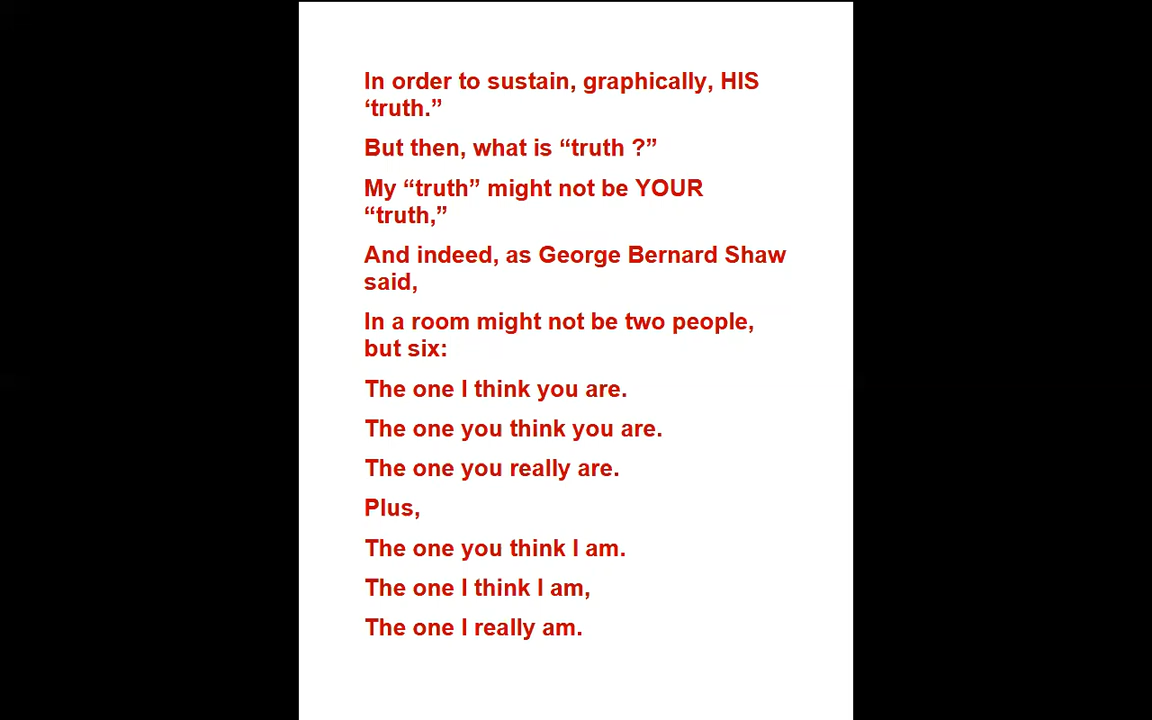 In order to sustain, graphically, HIS
‘truth.”
But then, what is “truth ?”
My “truth” might not be YOUR
“truth,”
And indeed, as George Bernard Shaw
said,
In a room might not be two people,
but six:
The one I think you are.
The one you think you are.
The one you really are.
Plus,
The one you think I am.
The one I think I am,
The one I really am.